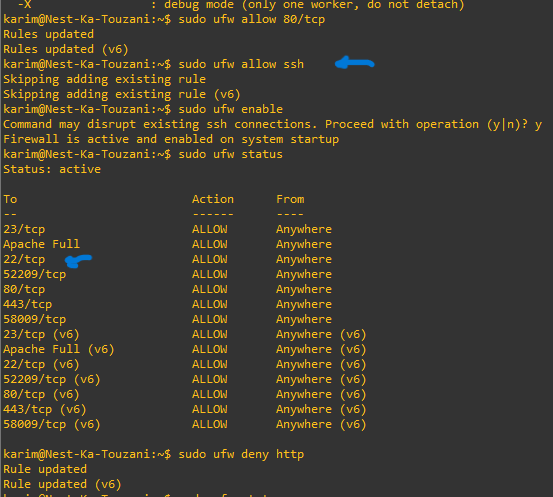 -X : debug mode (only one worker, do not detach)
karim@Nest-Ka-Touzani:~$ sudo ufw allow 80/tcp
Rules updated
Rules updated (v6)
karim@Nest-Ka-Touzani:~$ sudo ufw allow ssh
Skipping adding existing rule
Skipping adding existing rule (v6)
karim@Nest-Ka-Touzani:~$ sudo ufw enable
Command may disrupt existing ssh connections. Proceed with operation (y|n)? y
Firewall is active and enabled on system startup
karim@Nest-Ka-Touzani:~$ sudo ufw status
Status: active
To Action From
-- ------ ----
23/tcp ALLOW Anywhere
Apache Full ALLOW Anywhere
22/tcp ALLOW Anywhere
52209/tcp ALLOW Anywhere
80/tcp ALLOW Anywhere
443/tcp ALLOW Anywhere
58009/tcp ALLOW Anywhere
23/tcp (v6) ALLOW Anywhere (v6)
Apache Full (v6) ALLOW Anywhere (v6)
22/tcp (v6) ALLOW Anywhere (v6)
52209/tcp (v6) ALLOW Anywhere (v6)
80/tcp (v6) ALLOW Anywhere (v6)
443/tcp (v6) ALLOW Anywhere (v6)
58009/tcp (v6) ALLOW Anywhere (v6)
karim@Nest-Ka-Touzani:~$ sudo ufw deny http
Rule updated
Rule updated (v6)